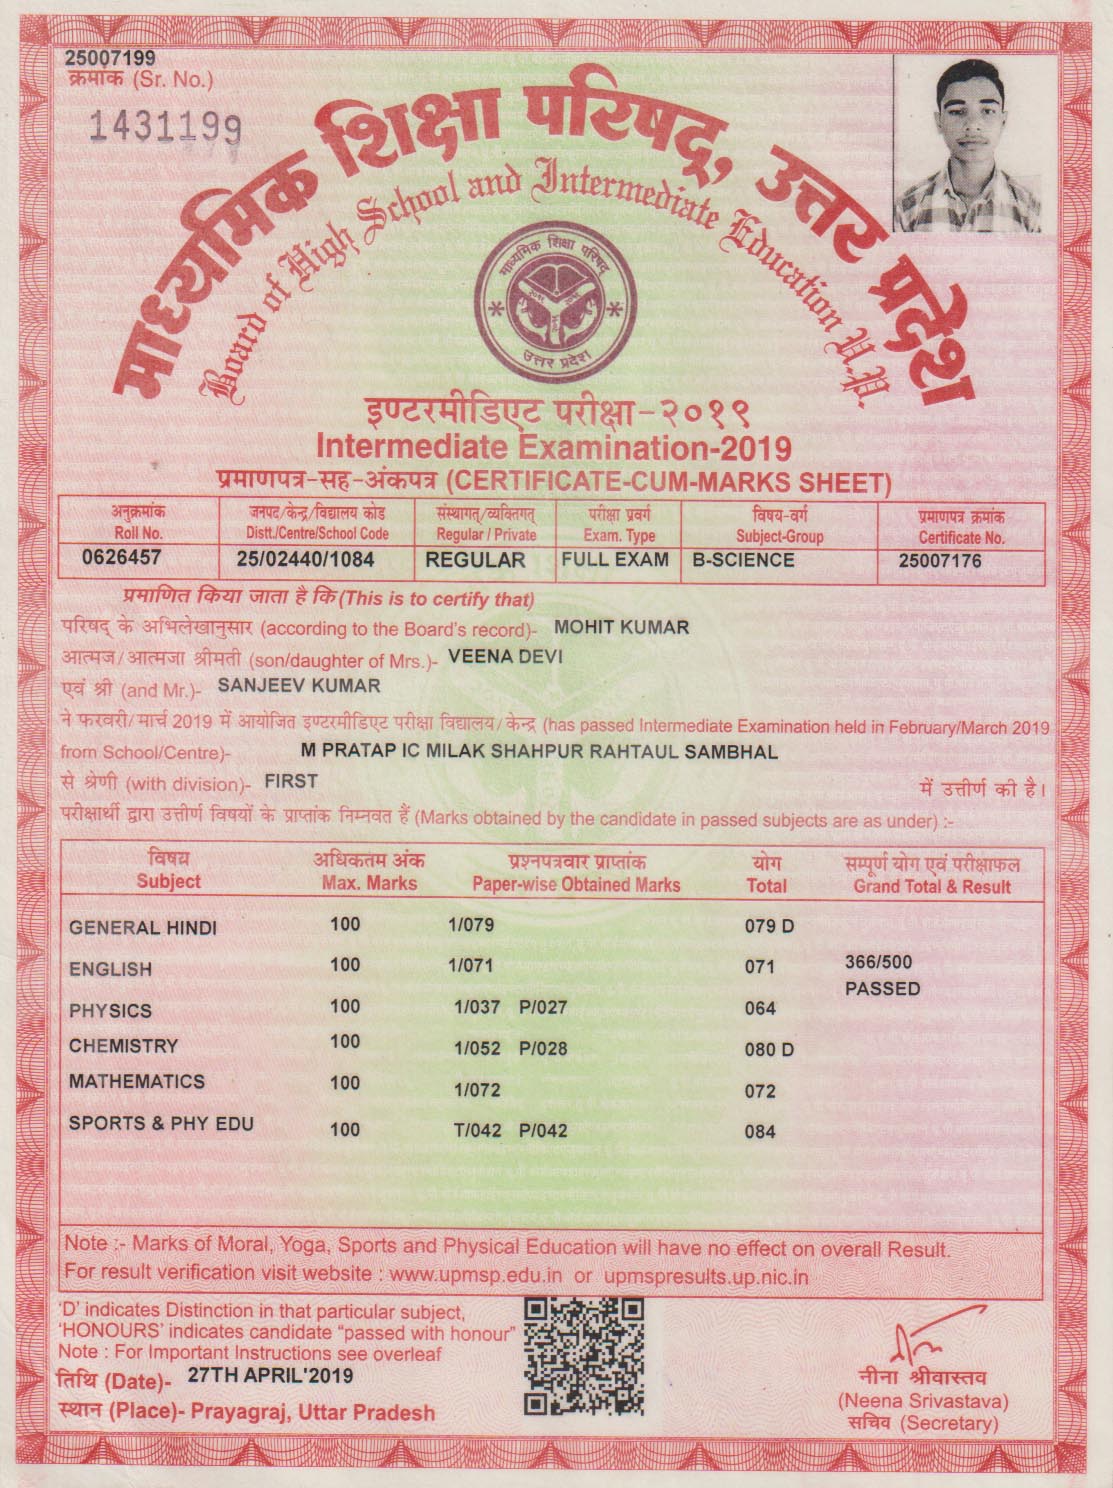 25007199
क्रमांक (Sr. No.)
1431199
माध्यमिक शिक्षा परिषद्, उत्तर प्रदेश
Board of High School and Intermediate Education U.P.
माध्यमिक शिक्षा परिषद्
उत्तर प्रदेश
इण्टरमीडिएट परीक्षा-२०१९
Intermediate Examination-2019
प्रमाणपत्र-सह-अंकपत्र (CERTIFICATE-CUM-MARKS SHEET)
अनुक्रमांक जनपद/केन्द्र/विद्यालय कोड संस्थागत्/व्यक्तिगत् परीक्षा प्रवर्ग विषय-वर्ग प्रमाणपत्र क्रमांक
Roll No. Distt./Centre/School Code Regular / Private Exam. Type Subject-Group Certificate No.
0626457 25/02440/1084 REGULAR FULL EXAM B-SCIENCE 25007176
प्रमाणित किया जाता है कि (This is to certify that)
परिषद् के अभिलेखानुसार (according to the Board's record)- MOHIT KUMAR
आत्मज/आत्मजा श्रीमती (son/daughter of Mrs.)- VEENA DEVI
एवं श्री (and Mr.)- SANJEEV KUMAR
ने फरवरी/मार्च 2019 में आयोजित इण्टरमीडिएट परीक्षा विद्यालय/केन्द्र (has passed Intermediate Examination held in February/March 2019
from School/Centre)- M PRATAP IC MILAK SHAHPUR RAHTAUL SAMBHAL
से श्रेणी (with division)- FIRST में उत्तीर्ण की है।
परीक्षार्थी द्वारा उत्तीर्ण विषयों के प्राप्तांक निम्नवत हैं (Marks obtained by the candidate in passed subjects are as under) :-
विषय अधिकतम अंक प्रश्नपत्रवार प्राप्तांक योग सम्पूर्ण योग एवं परीक्षाफल
Subject Max. Marks Paper-wise Obtained Marks Total Grand Total & Result
GENERAL HINDI 100 1/079 079 D
ENGLISH 100 1/071 071 366/500
PASSED
PHYSICS 100 1/037 P/027 064
CHEMISTRY 100 1/052 P/028 080 D
MATHEMATICS 100 1/072 072
SPORTS & PHY EDU 100 T/042 P/042 084
Note :- Marks of Moral, Yoga, Sports and Physical Education will have no effect on overall Result.
For result verification visit website : www.upmsp.edu.in or upmspresults.up.nic.in
'D' indicates Distinction in that particular subject,
'HONOURS' indicates candidate "passed with honour"
Note : For Important Instructions see overleaf
तिथि (Date)- 27TH APRIL'2019
स्थान (Place)- Prayagraj, Uttar Pradesh
नीना श्रीवास्तव
(Neena Srivastava)
सचिव (Secretary)